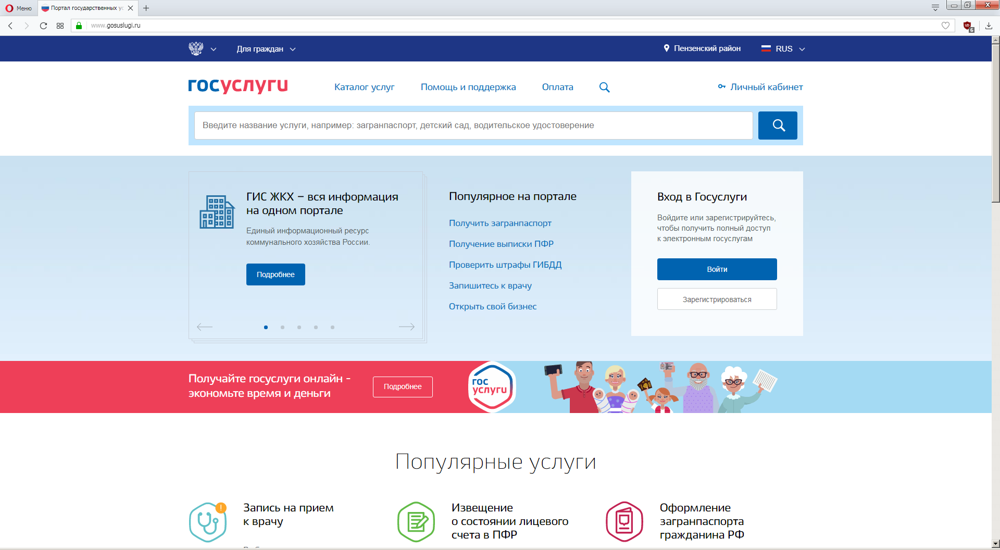 Меню
Портал государственных ус
www.gosuslugi.ru
6
Для граждан
Пензенский район
RUS
госуслуги
Каталог услуг
Помощь и поддержка
Оплата
Личный кабинет
Введите название услуги, например: загранпаспорт, детский сад, водительское удостоверение
ГИС ЖКХ – вся информация
на одном портале
Единый информационный ресурс
коммунального хозяйства России.
Подробнее
Популярное на портале
Получить загранпаспорт
Получение выписки ПФР
Проверить штрафы ГИБДД
Запишитесь к врачу
Открыть свой бизнес
Вход в Госуслуги
Войдите или зарегистрируйтесь,
чтобы получить полный доступ
к электронным госуслугам
Войти
Зарегистрироваться
Получайте госуслуги онлайн -
экономьте время и деньги
Подробнее
гос
услуги
Популярные услуги
Запись на прием
к врачу
Извещение
о состоянии лицевого
счета в ПФР
Оформление
загранпаспорта
гражданина РФ